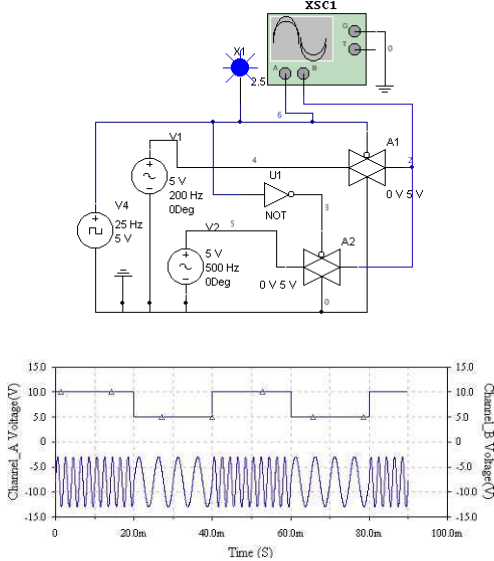 XSC1
G
T
0
A
B
X1
2.5
6
V1
A1
4
2
5 V
200 Hz
0Deg
U1
0 V 5 V
V4
25 Hz
5 V
NOT
3
V2
5
A2
5 V
500 Hz
0Deg
0 V 5 V
0
15.0
10.0
5.0
0
-5.0
-10.0
-15.0
Channel_A Voltage(V)
15.0
10.0
5.0
0
-5.0
-10.0
-15.0
Channel_B Voltage(V)
0
20.0m
40.0m
60.0m
80.0m
100.0m
Time (S)